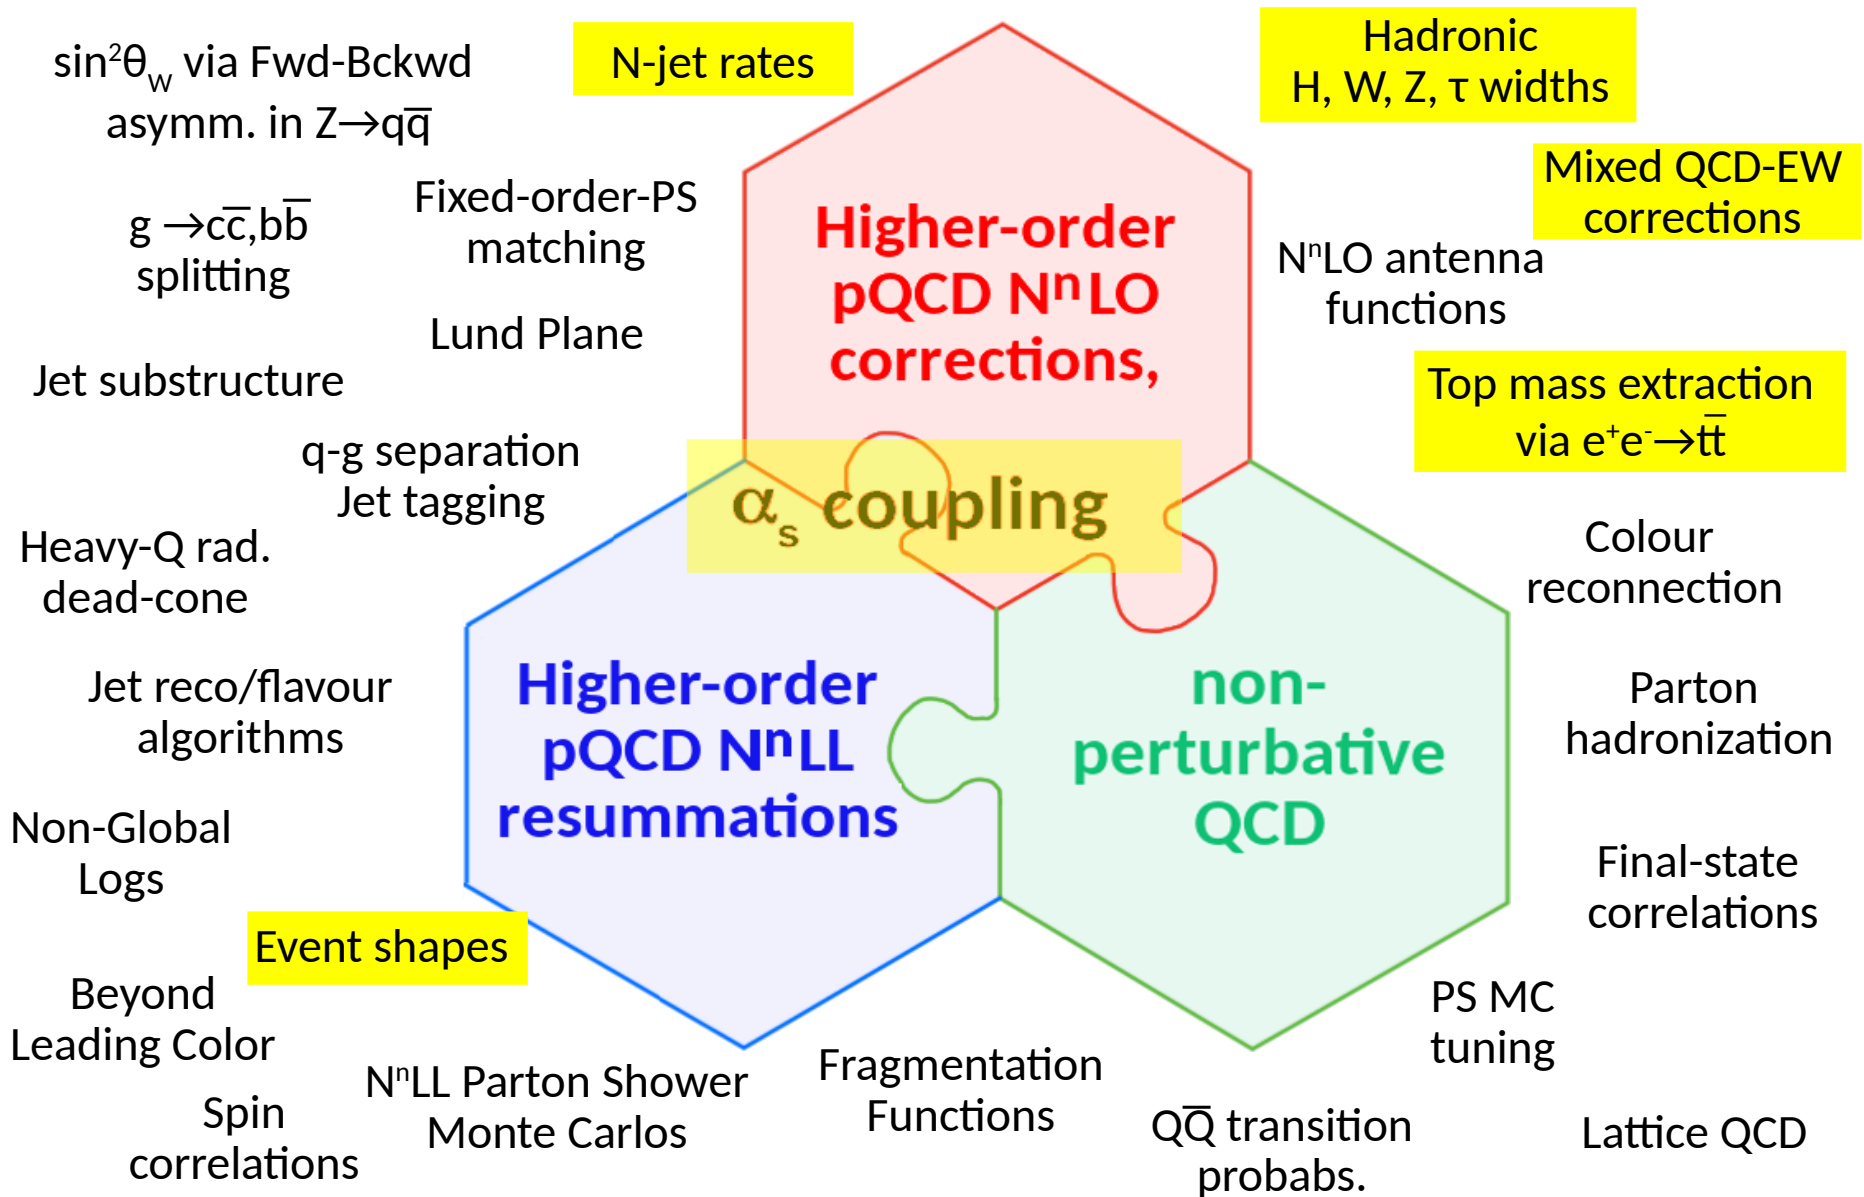 sin²θ_W via Fwd-Bckwd
asymm. in Z→qq̅
N-jet rates
Hadronic
H, W, Z, τ widths
Mixed QCD-EW
corrections
g →cc̅,bb̅
splitting
Fixed-order-PS
matching
Higher-order
pQCD NⁿLO
corrections,
NⁿLO antenna
functions
Lund Plane
Jet substructure
Top mass extraction
via e⁺e⁻→tt̅
q-g separation
Jet tagging
αₛ coupling
Heavy-Q rad.
dead-cone
Colour
reconnection
Jet reco/flavour
algorithms
Higher-order
pQCD NⁿLL
resummations
non-
perturbative
QCD
Parton
hadronization
Non-Global
Logs
Final-state
correlations
Event shapes
Beyond
Leading Color
PS MC
tuning
Spin
correlations
NⁿLL Parton Shower
Monte Carlos
Fragmentation
Functions
QQ̅ transition
probabs.
Lattice QCD